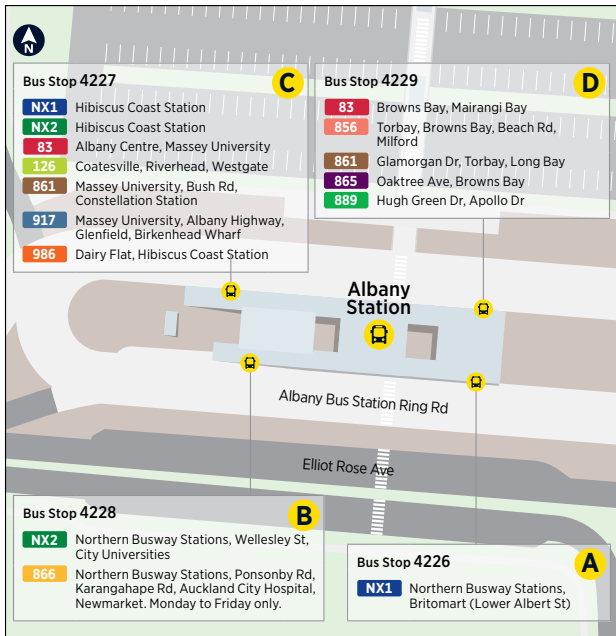 N
Bus Stop 4227
C
NX1 Hibiscus Coast Station
NX2 Hibiscus Coast Station
83 Albany Centre, Massey University
126 Coatesville, Riverhead, Westgate
861 Massey University, Bush Rd,
Constellation Station
917 Massey University, Albany Highway,
Glenfield, Birkenhead Wharf
986 Dairy Flat, Hibiscus Coast Station
Bus Stop 4229
D
83 Browns Bay, Mairangi Bay
856 Torbay, Browns Bay, Beach Rd,
Milford
861 Glamorgan Dr, Torbay, Long Bay
865 Oaktree Ave, Browns Bay
889 Hugh Green Dr, Apollo Dr
Albany
Station
Albany Bus Station Ring Rd
Elliot Rose Ave
Bus Stop 4228
B
NX2 Northern Busway Stations, Wellesley St,
City Universities
866 Northern Busway Stations, Ponsonby Rd,
Karangahape Rd, Auckland City Hospital,
Newmarket. Monday to Friday only.
Bus Stop 4226
A
NX1 Northern Busway Stations,
Britomart (Lower Albert St)